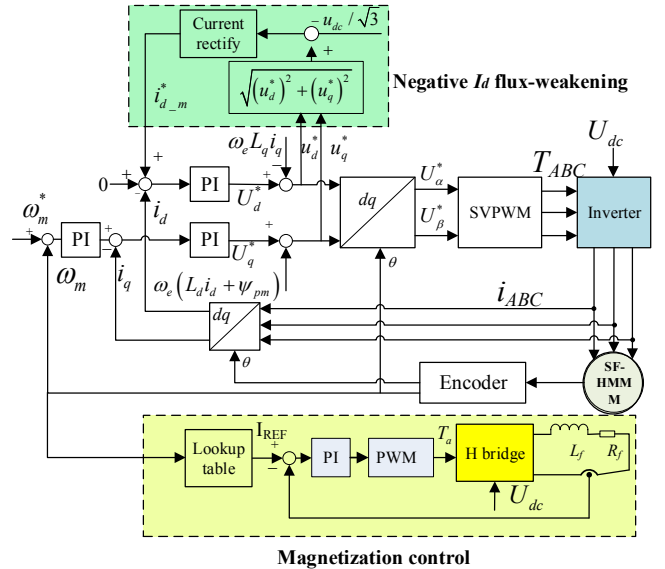 Current
rectify
− u_dc / √3
+
√((u_d^*)^2 + (u_q^*)^2)
Negative I_d flux-weakening
i_{d_m}^*
ω_e L_q i_q
u_d^* u_q^*
U_dc
+
0 + −
PI
U_d^*
−
+
dq
U_α^*
U_β^*
SVPWM
T_ABC
Inverter
ω_m^*
i_d
+
−
PI
+
−
PI
U_q^*
+
+
ω_m
i_q
θ
ω_e (L_d i_d + ψ_pm)
i_ABC
dq
θ
Encoder
SF-
HMM
M
Lookup
table
I_REF
+
−
PI
PWM
T_a
H bridge
L_f
R_f
U_dc
Magnetization control